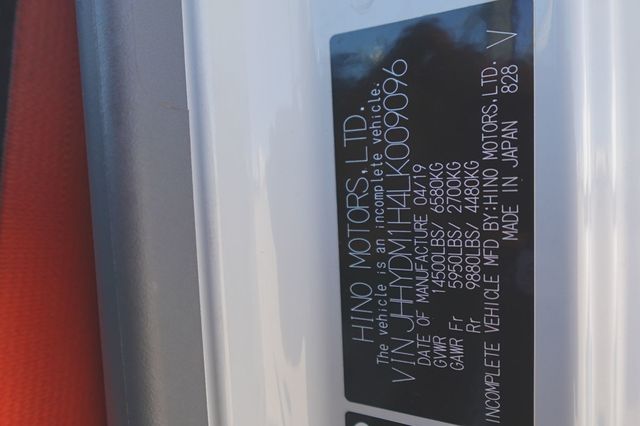 HINO MOTORS,LTD.
The vehicle is an incomplete vehicle.
VIN JHHYDM1H4LK009096
DATE OF MANUFACTURE 04/19
GVWR 14500LBS/ 6580KG
GAWR Fr 5950LBS/ 2700KG
Rr 9880LBS/ 4480KG
INCOMPLETE VEHICLE MFD BY:HINO MOTORS,LTD.
MADE IN JAPAN 828 V